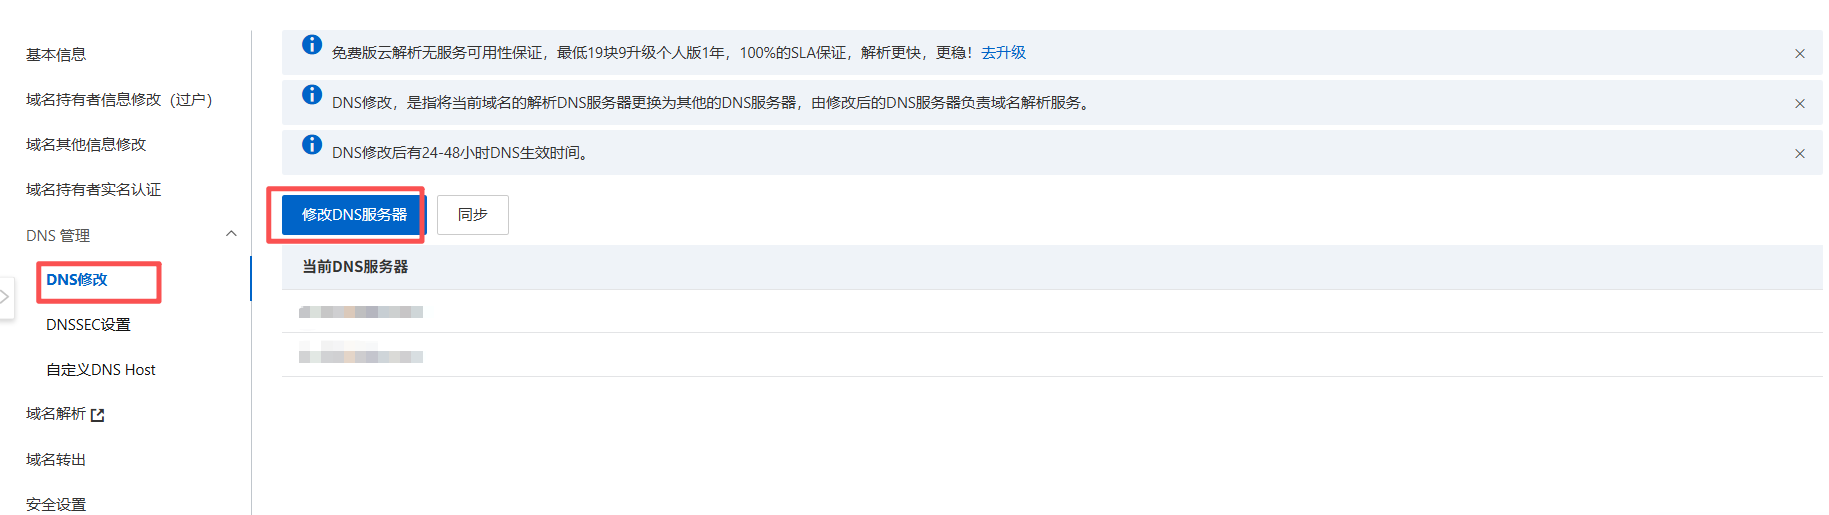 基本信息
域名持有者信息修改（过户）
域名其他信息修改
域名持有者实名认证
DNS 管理
DNS修改
DNSSEC设置
自定义DNS Host
域名解析
域名转出
安全设置
免费版云解析无服务可用性保证，最低19块9升级个人版1年，100%的SLA保证，解析更快，更稳！去升级
DNS修改，是指将当前域名的解析DNS服务器更换为其他的DNS服务器，由修改后的DNS服务器负责域名解析服务。
DNS修改后有24-48小时DNS生效时间。
修改DNS服务器
同步
当前DNS服务器